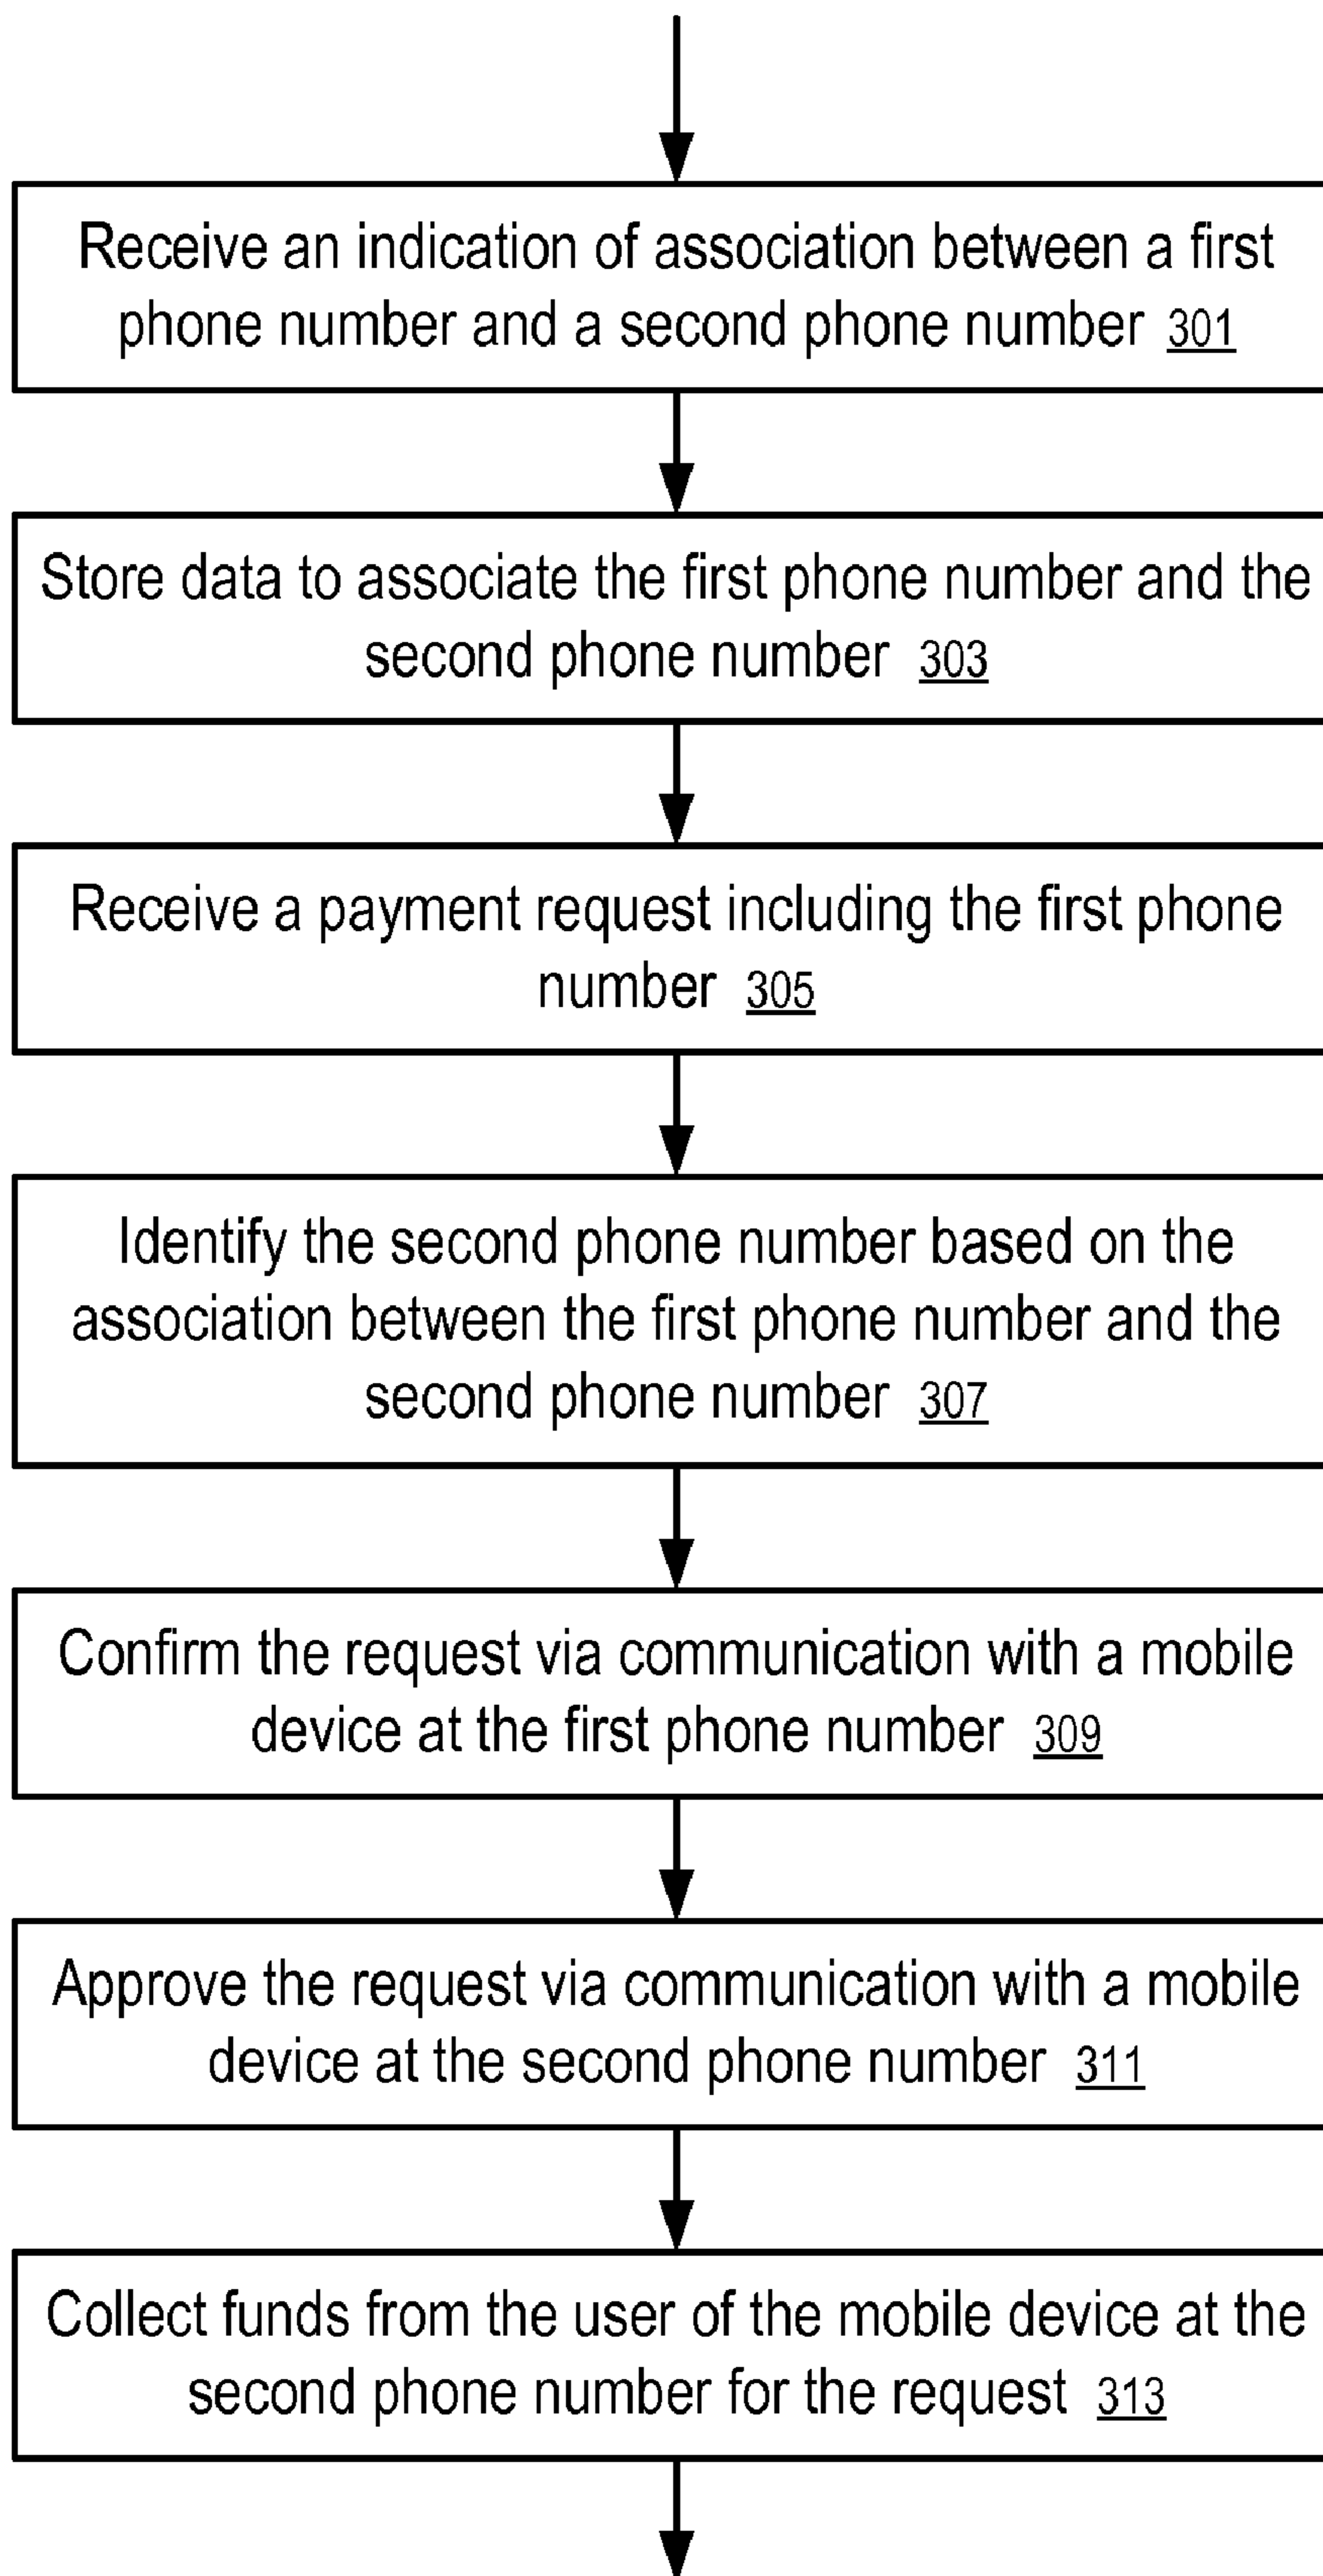 Receive an indication of association between a first
phone number and a second phone number 301
Store data to associate the first phone number and the
second phone number 303
Receive a payment request including the first phone
number 305
Identify the second phone number based on the
association between the first phone number and the
second phone number 307
Confirm the request via communication with a mobile
device at the first phone number 309
Approve the request via communication with a mobile
device at the second phone number 311
Collect funds from the user of the mobile device at the
second phone number for the request 313